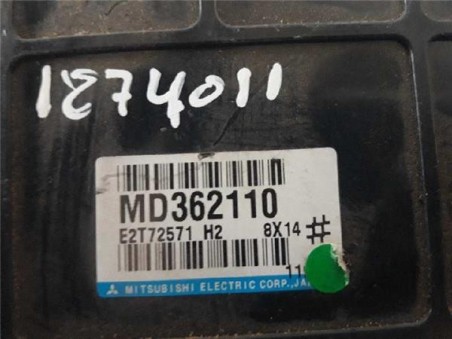 1874011
MD362110
E2T72571 H2 8X14 #
11
MITSUBISHI ELECTRIC CORP.,JA